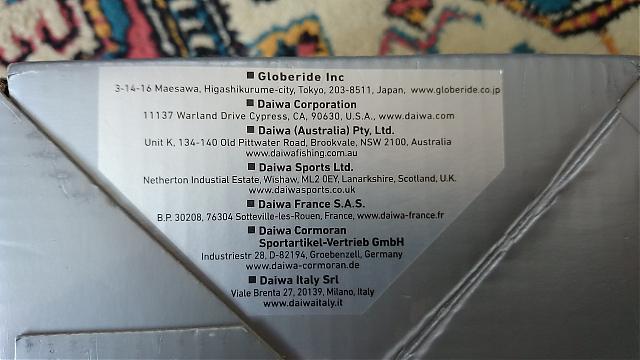 ■ Globeride Inc
3-14-16 Maesawa, Higashikurume-city, Tokyo, 203-8511, Japan, www.globeride.co.jp
■ Daiwa Corporation
11137 Warland Drive Cypress, CA, 90630, U.S.A., www.daiwa.com
■ Daiwa (Australia) Pty, Ltd.
Unit K, 134-140 Old Pittwater Road, Brookvale, NSW 2100, Australia
www.daiwafishing.com.au
■ Daiwa Sports Ltd.
Netherton Industial Estate, Wishaw, ML2 0EY, Lanarkshire, Scotland, U.K.
www.daiwasports.co.uk
■ Daiwa France S.A.S.
B.P. 30208, 76304 Sotteville-les-Rouen, France, www.daiwa-france.fr
■ Daiwa Cormoran
Sportartikel-Vertrieb GmbH
Industriestr 28, D-82194, Groebenzell, Germany
www.daiwa-cormoran.de
■ Daiwa Italy Srl
Viale Brenta 27, 20139, Milano, Italy
www.daiwaitaly.it